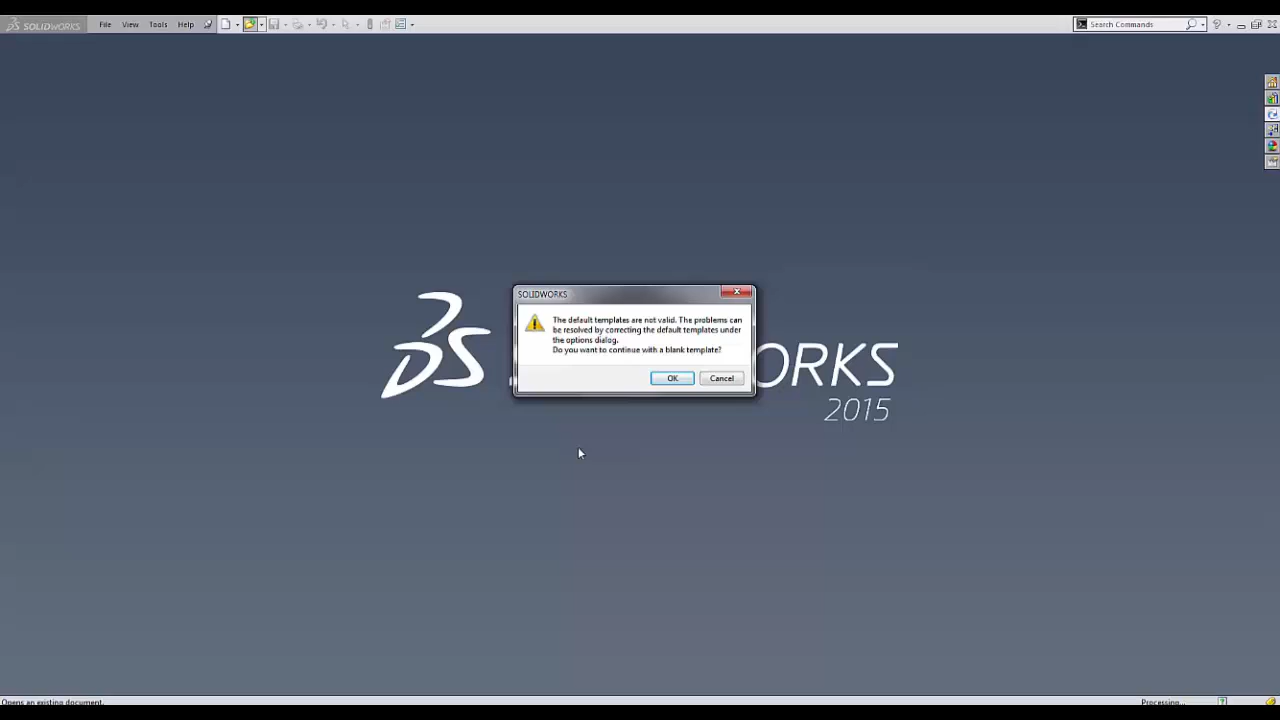 SOLIDWORKS File View Tools Help Search Commands
SOLIDWORKS
The default templates are not valid. The problems can
be resolved by correcting the default templates under
the options dialog.
Do you want to continue with a blank template?
OK Cancel
DS ORKS
2015
Opens an existing document. Processing...